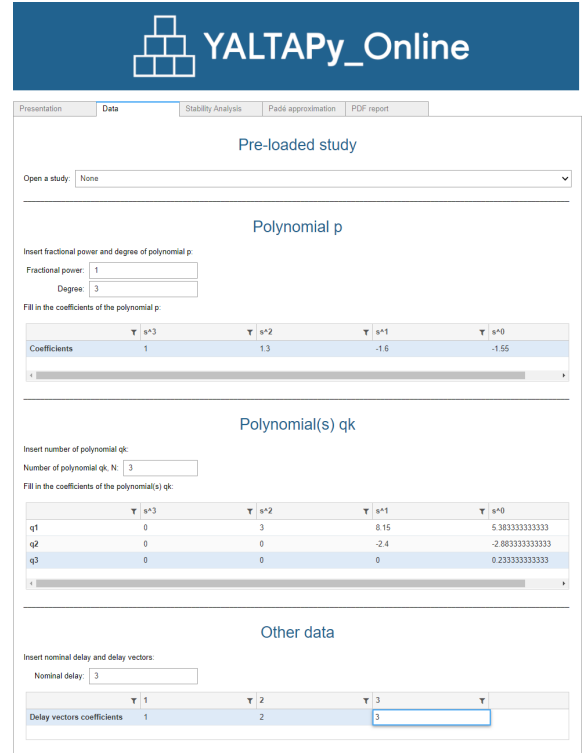 YALTAPy_Online
Presentation Data Stability Analysis Padé approximation PDF report
Pre-loaded study
Open a study: None
Polynomial p
Insert fractional power and degree of polynomial p:
Fractional power: 1
Degree: 3
Fill in the coefficients of the polynomial p:
s^3 s^2 s^1 s^0
Coefficients 1 1.3 -1.6 -1.55
Polynomial(s) qk
Insert number of polynomial qk:
Number of polynomial qk, N: 3
Fill in the coefficients of the polynomial(s) qk:
s^3 s^2 s^1 s^0
q1 0 3 8.15 5.383333333333
q2 0 0 -2.4 -2.883333333333
q3 0 0 0 0.233333333333
Other data
Insert nominal delay and delay vectors:
Nominal delay: 3
1 2 3
Delay vectors coefficients 1 2 3